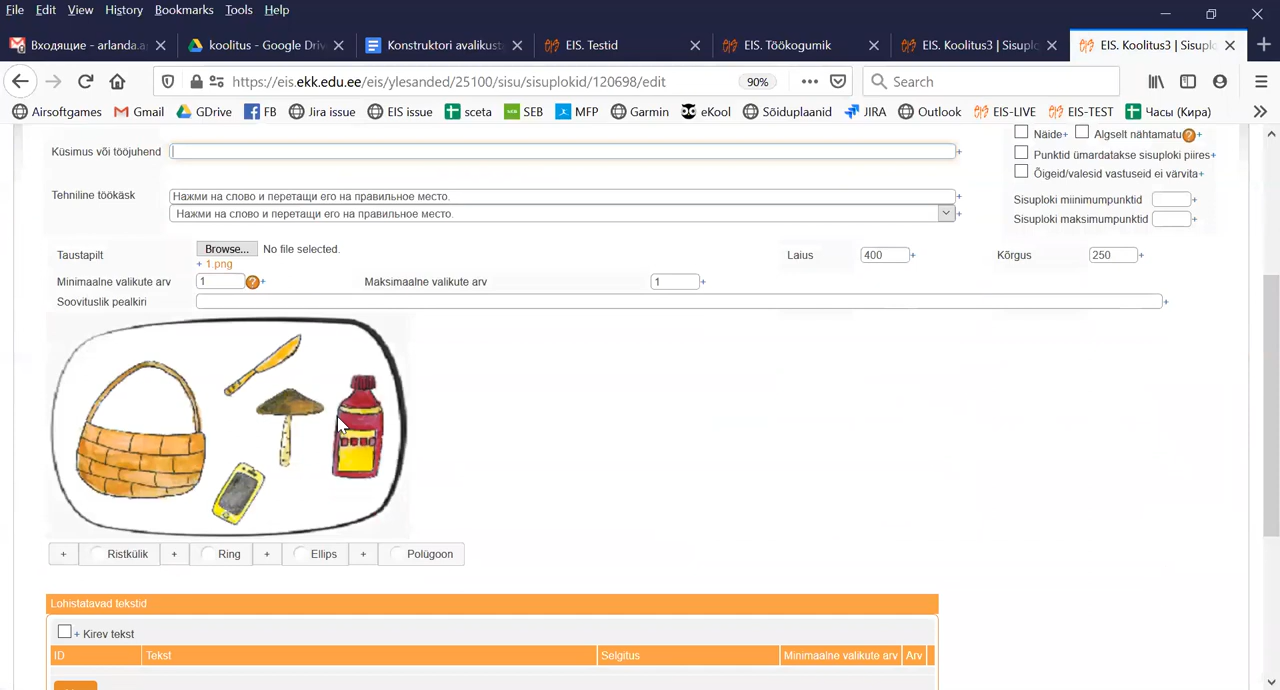 File Edit View History Bookmarks Tools Help
Входящие - arlanda.a
koolitus - Google Driv
Konstruktori avalikust
EIS. Testid
EIS. Töökogumik
EIS. Koolitus3 | Sisupl
EIS. Koolitus3 | Sisuplo
https://eis.ekk.edu.ee/eis/ylesanded/25100/sisu/sisuplokid/120698/edit
90%
Search
Airsoftgames Gmail GDrive FB Jira issue EIS issue sceta SEB MFP Garmin eKool Sõiduplaanid JIRA Outlook EIS-LIVE EIS-TEST Часы (Кира)
Küsimus või tööjuhend +
Näide+ Algselt nähtamatu ? +
Punktid ümardatakse sisuploki piires+
Õigeid/valesid vastuseid ei värvita+
Tehniline töökäsk
Нажми на слово и перетащи его на правильное место. +
Нажми на слово и перетащи его на правильное место. +
Sisuploki miinimumpunktid +
Sisuploki maksimumpunktid +
Taustapilt Browse... No file selected. Laius 400 + Kõrgus 250 +
+ 1.png
Minimaalne valikute arv 1 ? + Maksimaalne valikute arv 1 +
Soovituslik pealkiri +
+ Ristkülik + Ring + Ellips + Polügoon
Lohistatavad tekstid
+ Kirev tekst
ID Tekst Selgitus Minimaalne valikute arv Arv